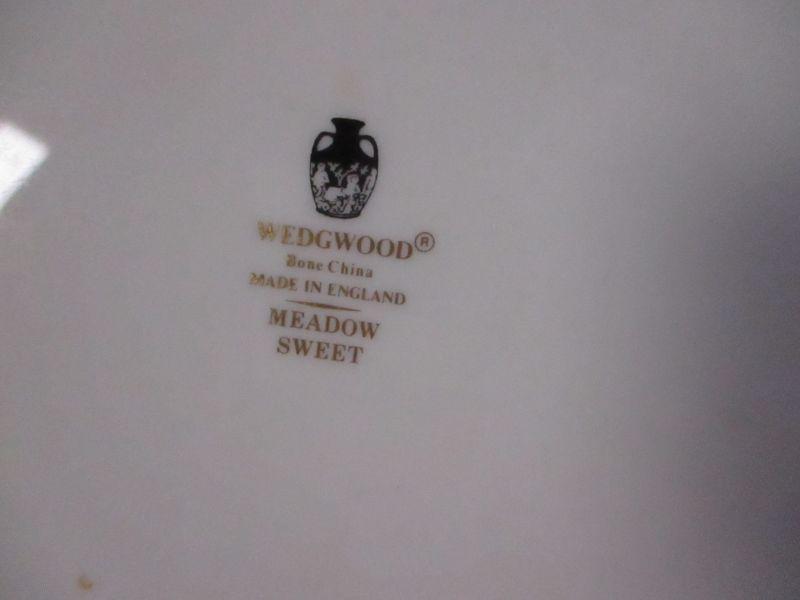 WEDGWOOD®
Bone China
MADE IN ENGLAND
MEADOW
SWEET